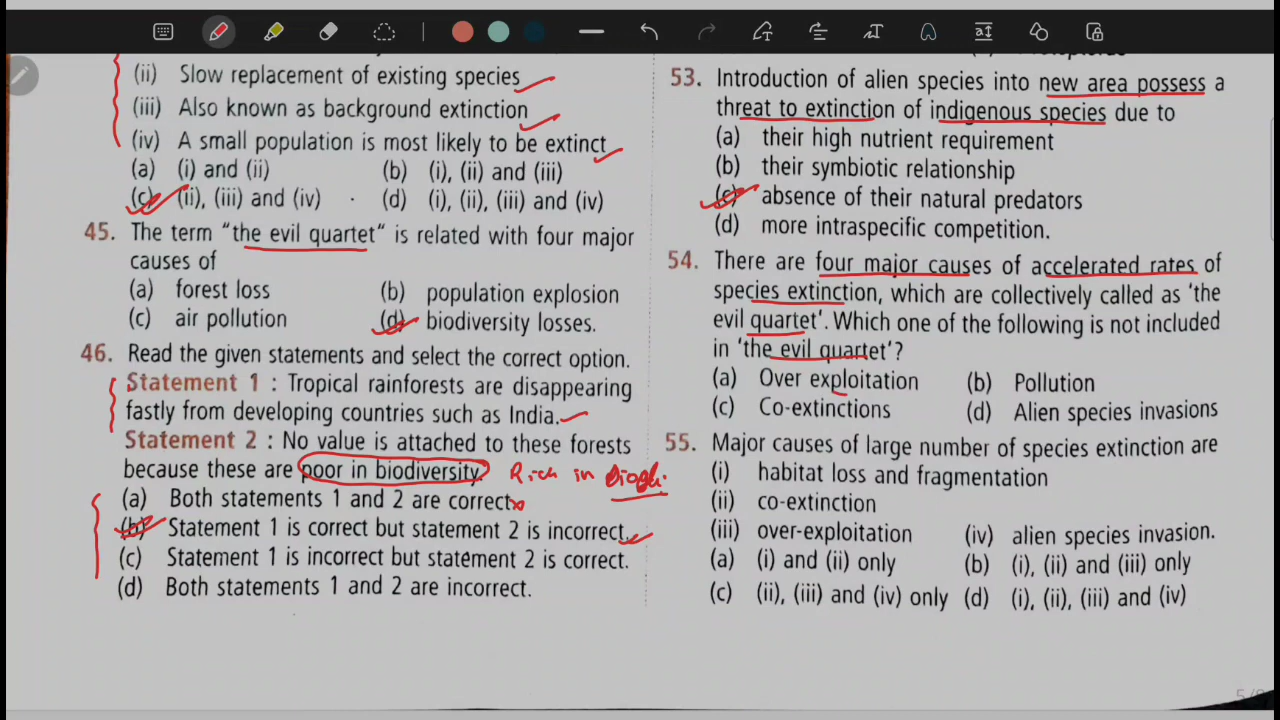 (ii) Slow replacement of existing species
(iii) Also known as background extinction
(iv) A small population is most likely to be extinct
(a) (i) and (ii) (b) (i), (ii) and (iii)
(c) (ii), (iii) and (iv) (d) (i), (ii), (iii) and (iv)
45. The term "the evil quartet" is related with four major
causes of
(a) forest loss (b) population explosion
(c) air pollution (d) biodiversity losses.
46. Read the given statements and select the correct option.
Statement 1 : Tropical rainforests are disappearing
fastly from developing countries such as India.
Statement 2 : No value is attached to these forests
because these are poor in biodiversity. Rich in
(a) Both statements 1 and 2 are correct.
(b) Statement 1 is correct but statement 2 is incorrect.
(c) Statement 1 is incorrect but statement 2 is correct.
(d) Both statements 1 and 2 are incorrect.
53. Introduction of alien species into new area possess a
threat to extinction of indigenous species due to
(a) their high nutrient requirement
(b) their symbiotic relationship
(c) absence of their natural predators
(d) more intraspecific competition.
54. There are four major causes of accelerated rates of
species extinction, which are collectively called as 'the
evil quartet'. Which one of the following is not included
in 'the evil quartet'?
(a) Over exploitation (b) Pollution
(c) Co-extinctions (d) Alien species invasions
55. Major causes of large number of species extinction are
(i) habitat loss and fragmentation
(ii) co-extinction
(iii) over-exploitation (iv) alien species invasion.
(a) (i) and (ii) only (b) (i), (ii) and (iii) only
(c) (ii), (iii) and (iv) only (d) (i), (ii), (iii) and (iv)